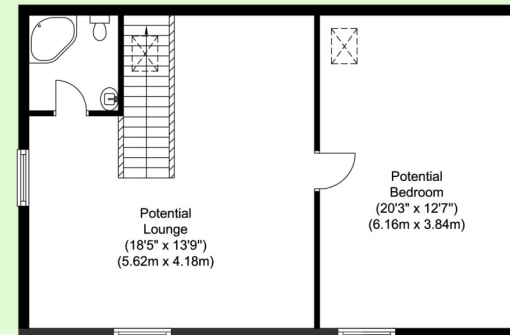 Potential
Lounge
(18'5" x 13'9")
(5.62m x 4.18m)
Potential
Bedroom
(20'3" x 12'7")
(6.16m x 3.84m)